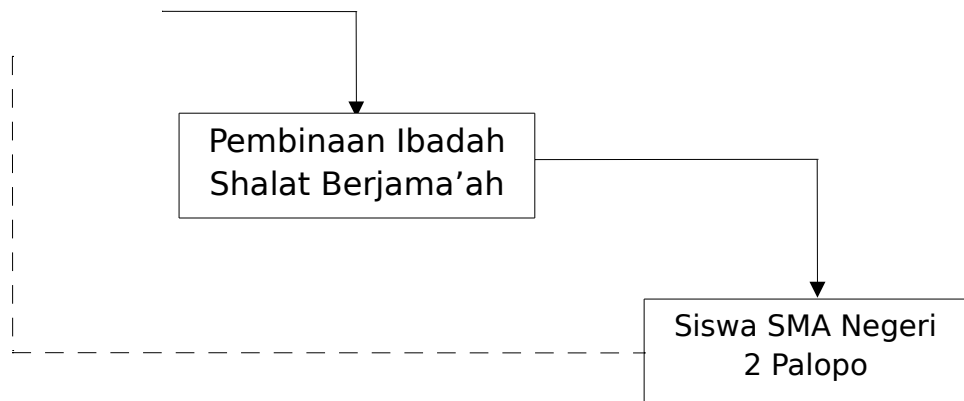 Pembinaan Ibadah
Shalat Berjama’ah
Siswa SMA Negeri
2 Palopo